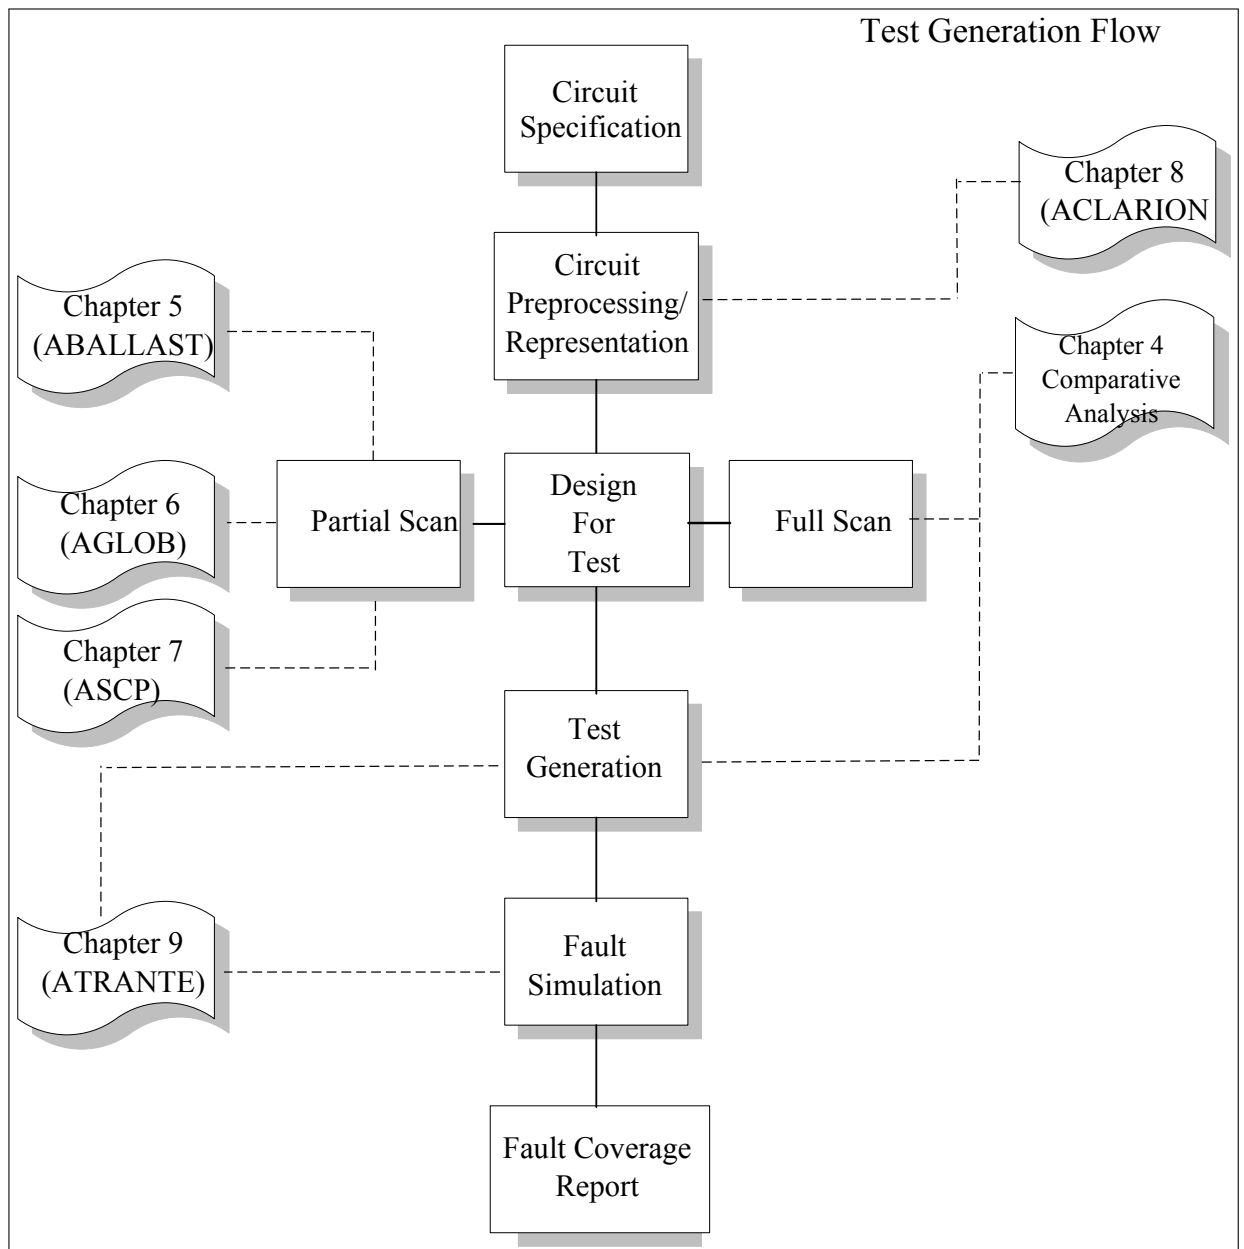 Test Generation Flow
Circuit
Specification
Chapter 8
(ACLARION
Circuit
Preprocessing/
Representation
Chapter 5
(ABALLAST)
Chapter 4
Comparative
Analysis
Chapter 6
(AGLOB)
Partial Scan
Design
For
Test
Full Scan
Chapter 7
(ASCP)
Test
Generation
Chapter 9
(ATRANTE)
Fault
Simulation
Fault Coverage
Report